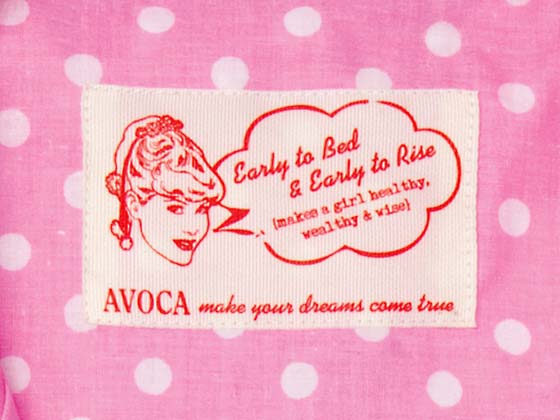 Early to Bed
& Early to Rise
{makes a girl healthy,
wealthy & wise}
AVOCA make your dreams come true